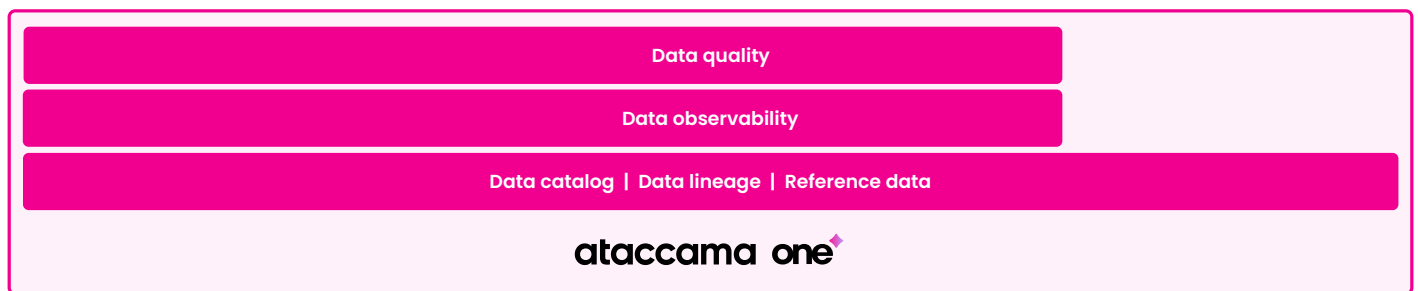 Data quality
Data observability
Data catalog | Data lineage | Reference data
ataccama one